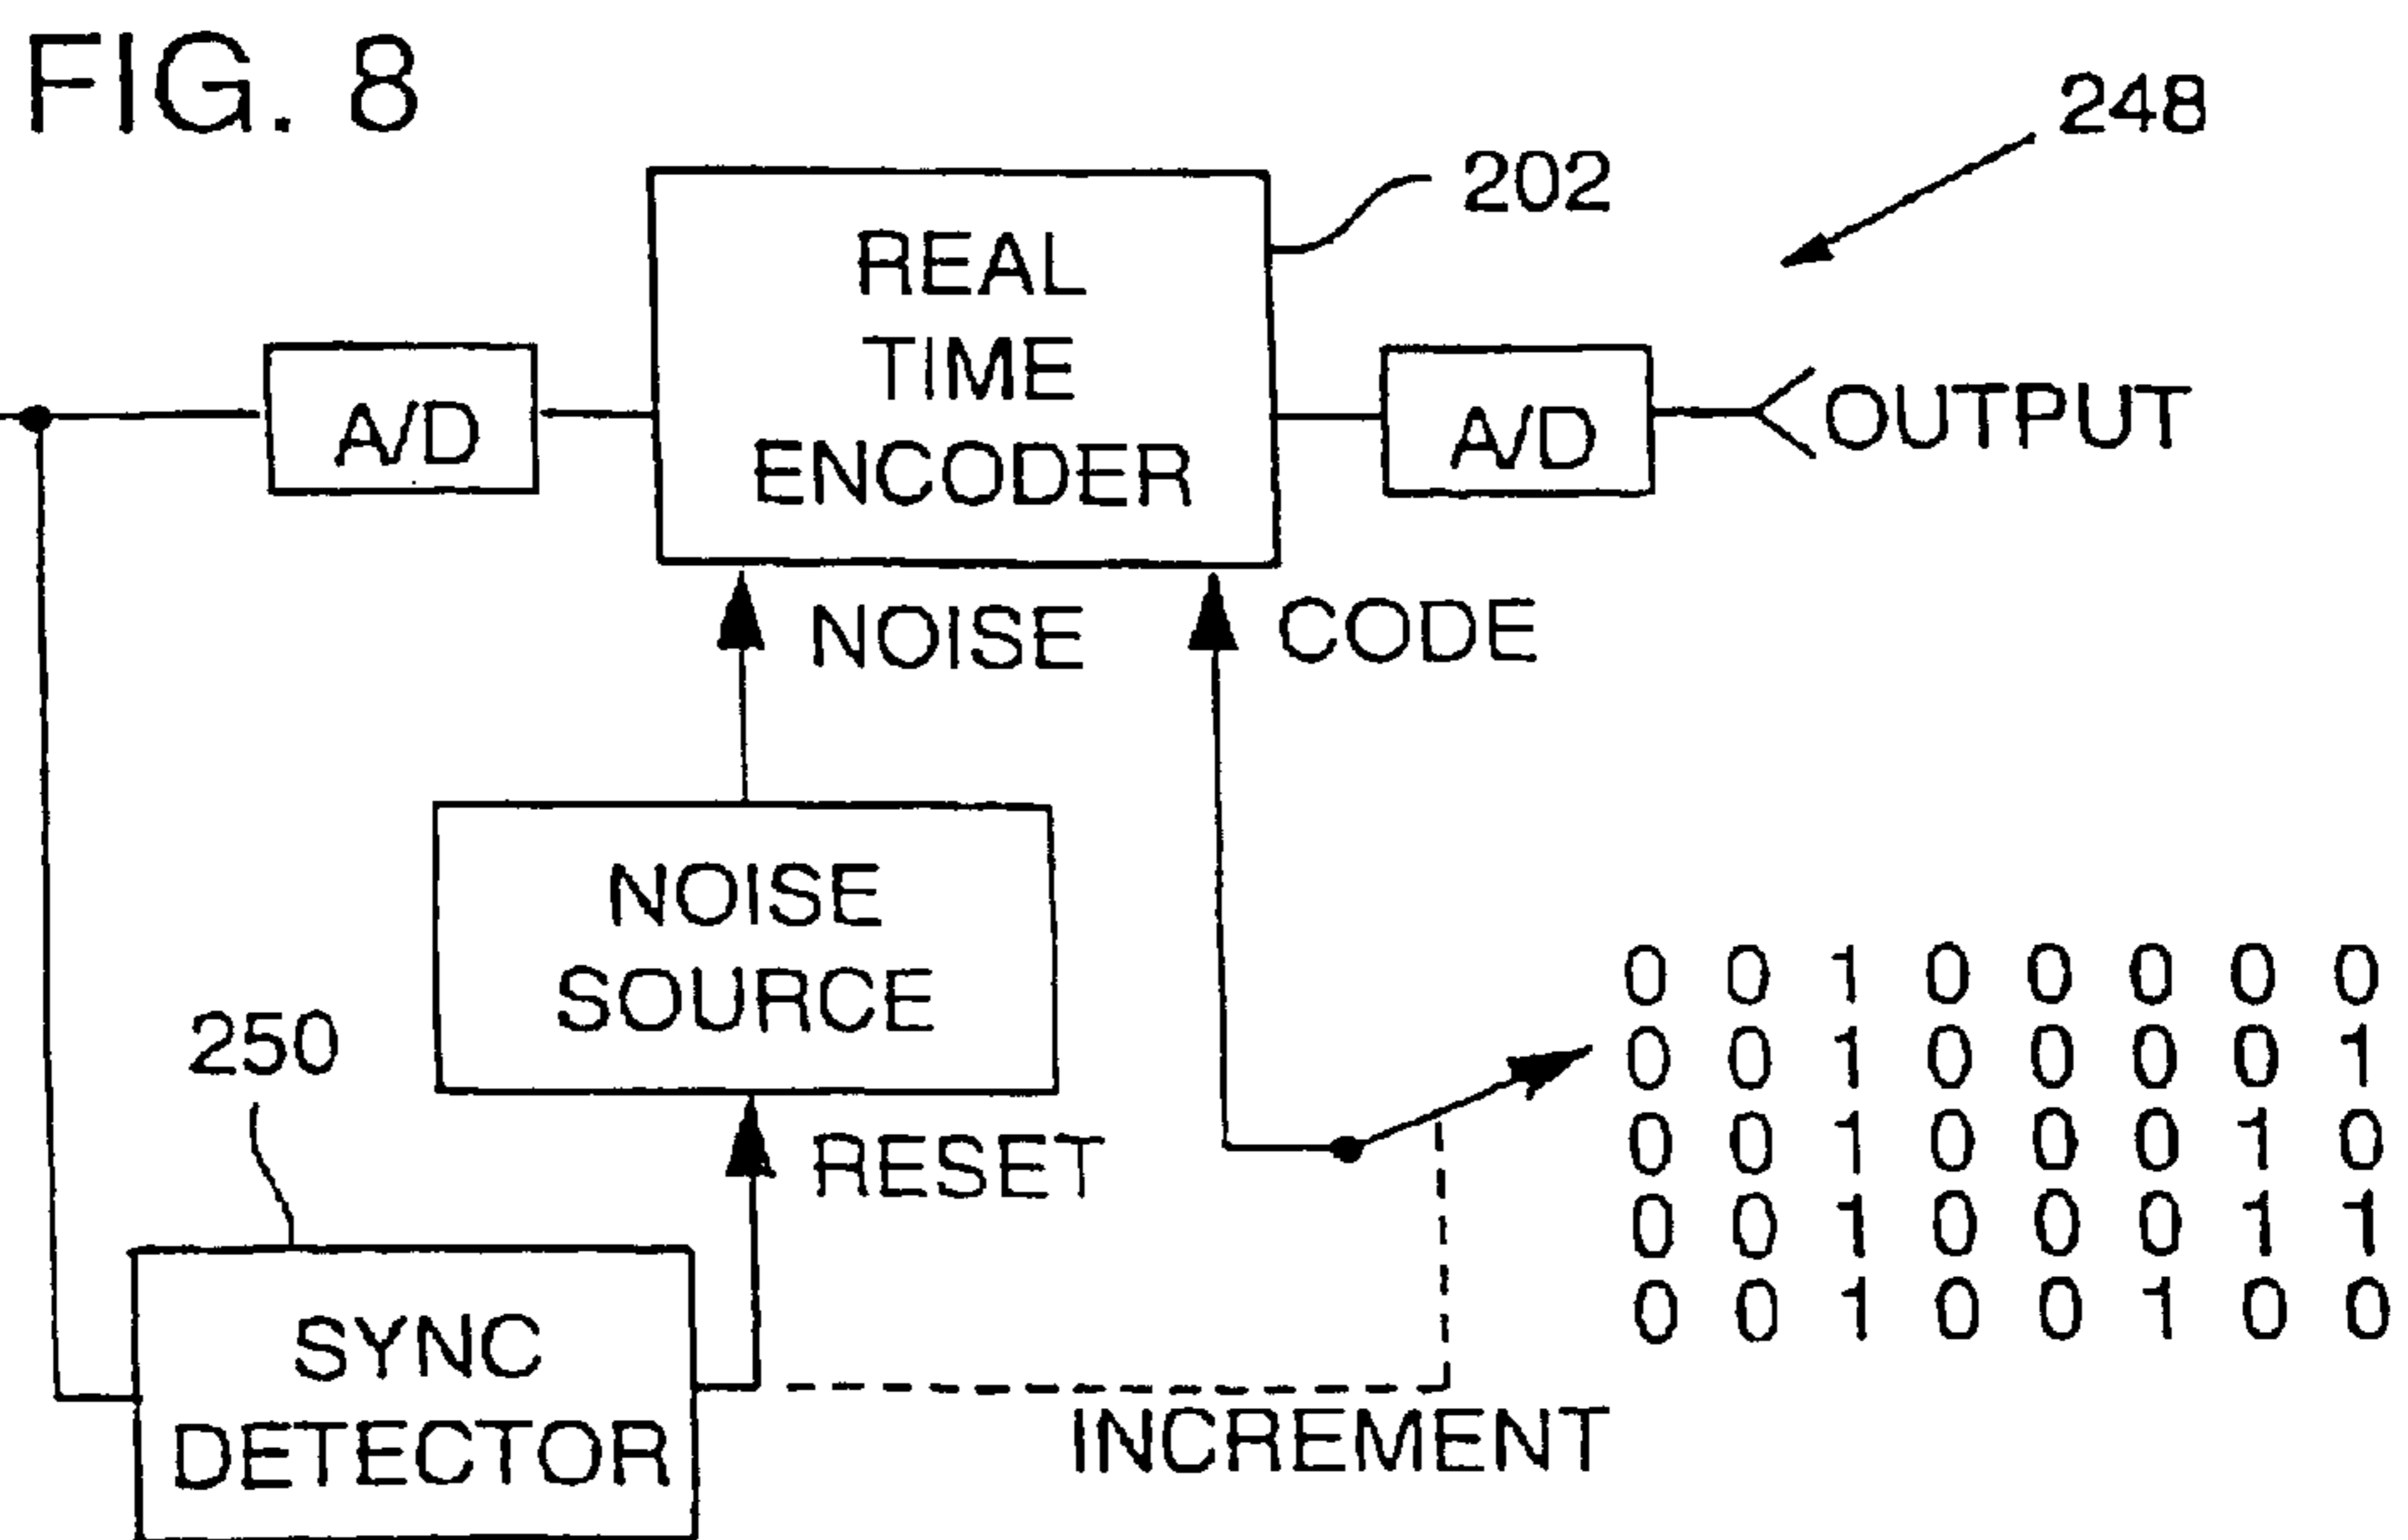 FIG. 8
248
202
REAL
TIME
ENCODER
A/D
A/D
OUTPUT
NOISE
CODE
NOISE
SOURCE
250
RESET
0 0 1 0 0 0 0 0
0 0 1 0 0 0 0 1
0 0 1 0 0 0 1 0
0 0 1 0 0 0 1 1
0 0 1 0 0 1 0 0
SYNC
DETECTOR
INCREMENT